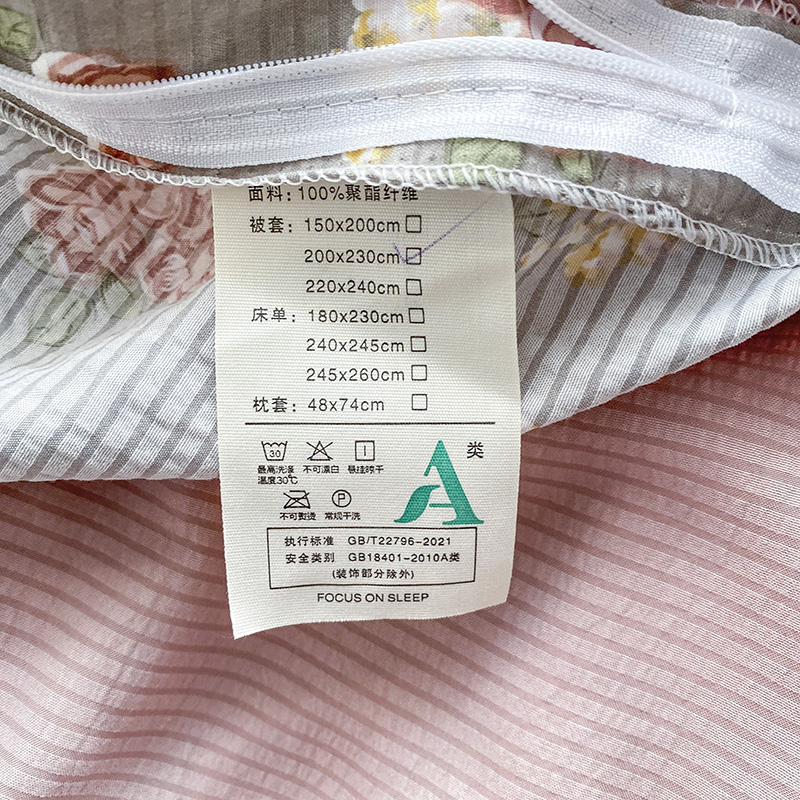 面料: 100%聚酯纤维
被套: 150x200cm□
200x230cm□
220x240cm□
床单: 180x230cm□
240x245cm□
245x260cm□
枕套: 48x74cm □
30
最高洗涤温度30℃
不可漂白
悬挂晾干
A类
P
不可熨烫
常规干洗
执行标准 GB/T22796-2021
安全类别 GB18401-2010A类
(装饰部分除外)
FOCUS ON SLEEP